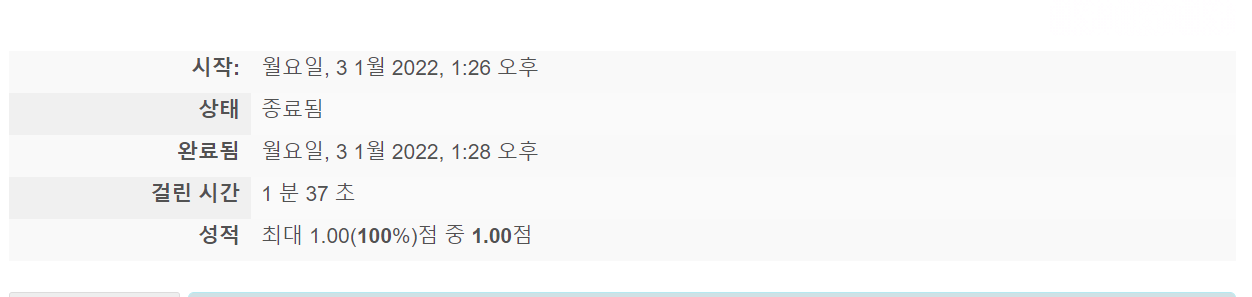 시작: 월요일, 3 1월 2022, 1:26 오후
상태 종료됨
완료됨 월요일, 3 1월 2022, 1:28 오후
걸린 시간 1 분 37 초
성적 최대 1.00(100%)점 중 1.00점